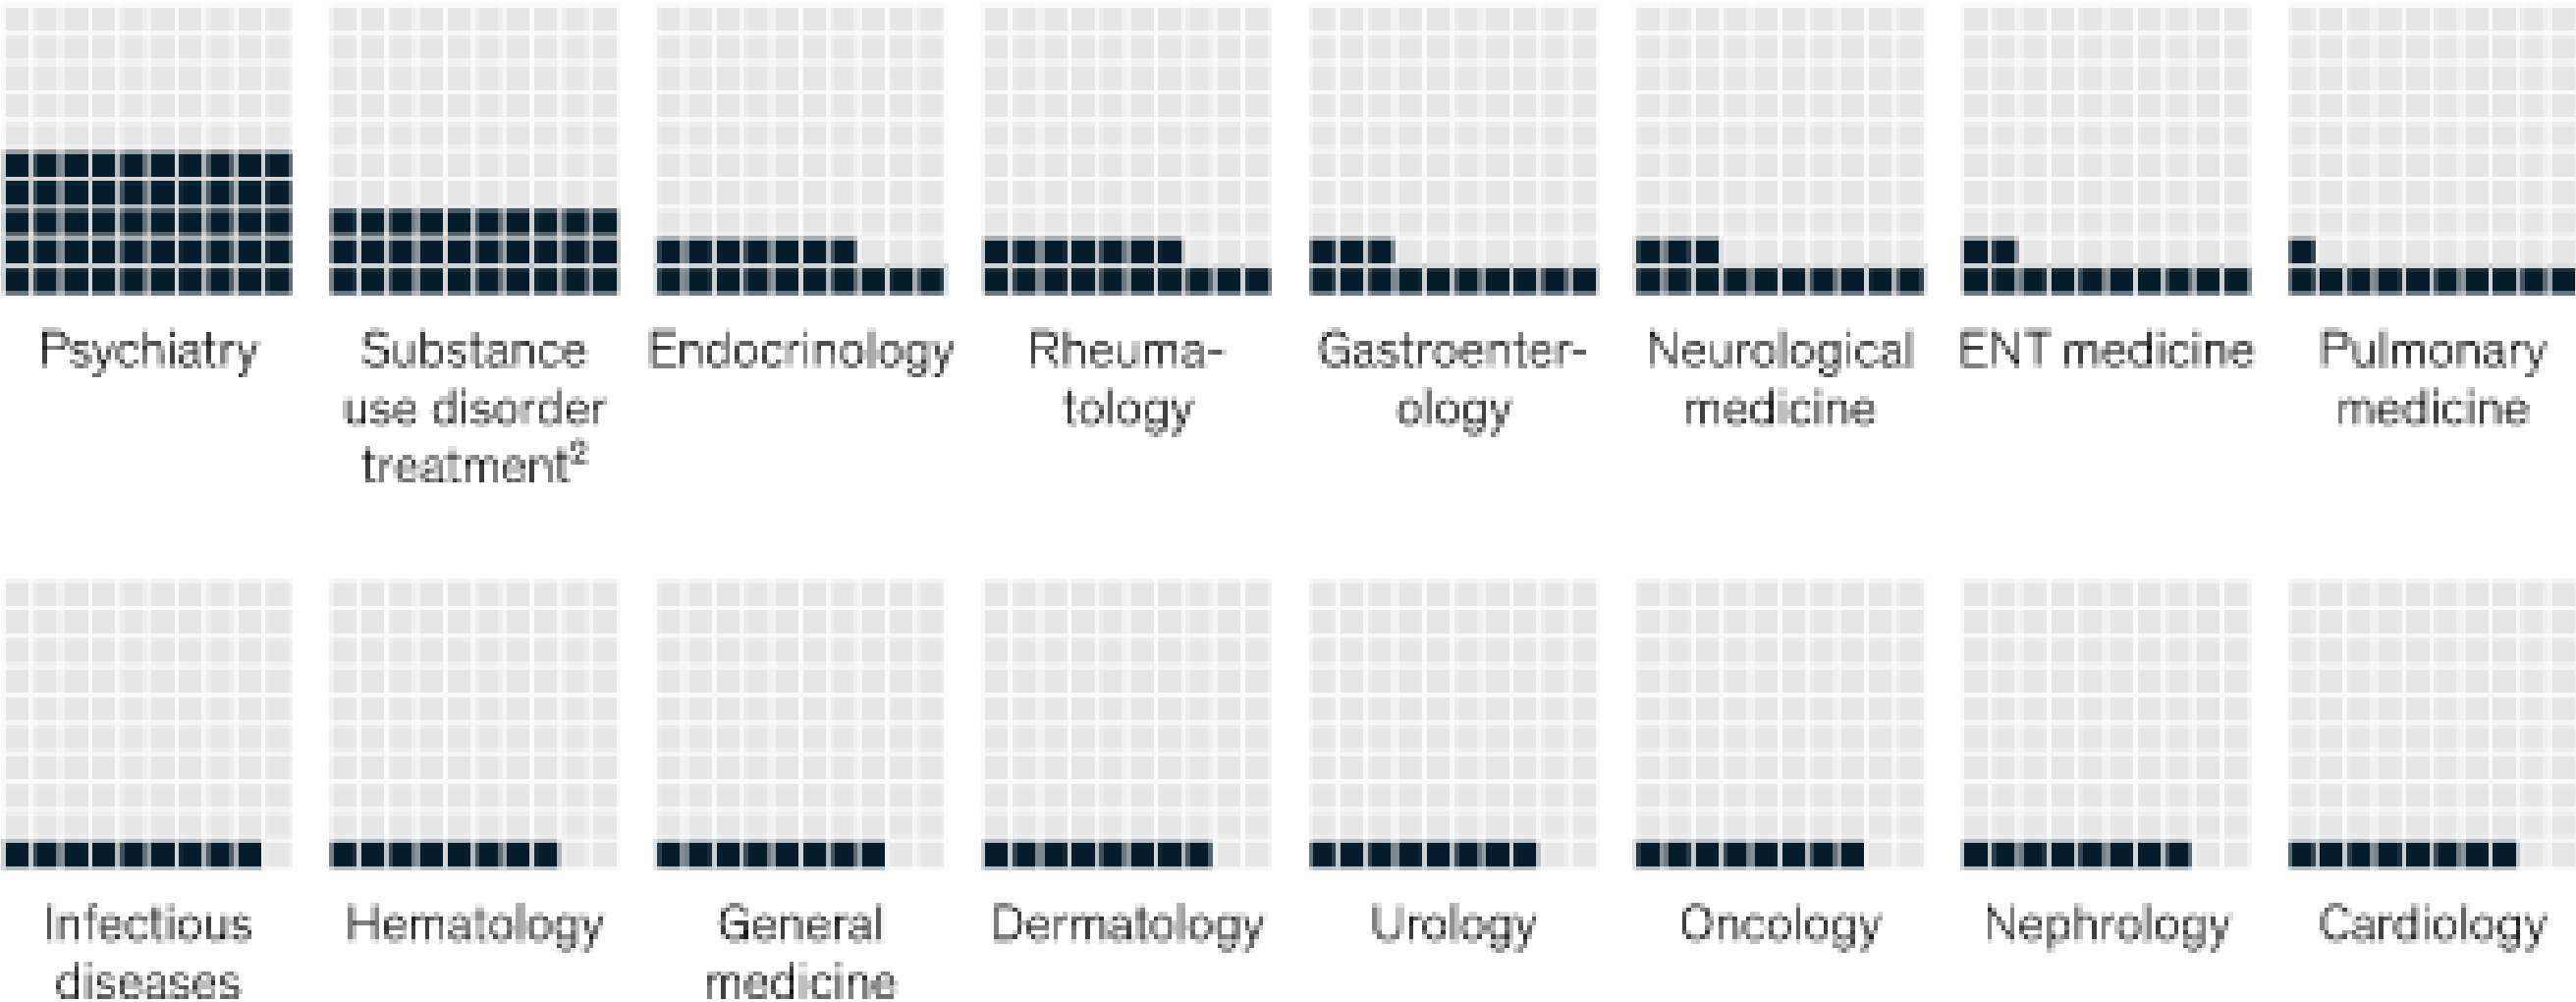 Psychiatry
Substance
use disorder
treatment²
Endocrinology
Rheuma-
tology
Gastroenter-
ology
Neurological
medicine
ENT medicine
Pulmonary
medicine
Infectious
diseases
Hematology
General
medicine
Dermatology
Urology
Oncology
Nephrology
Cardiology